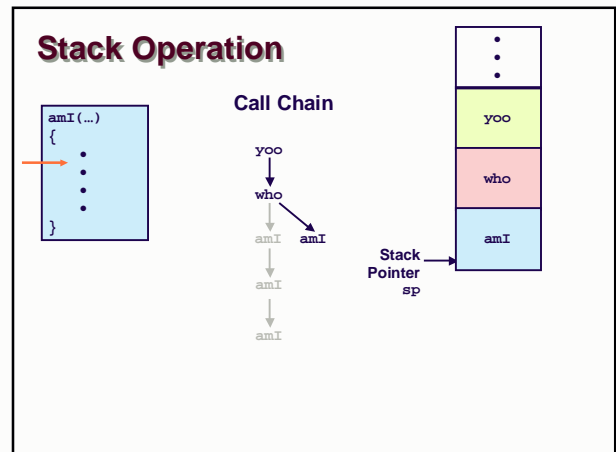 Stack Operation
amI(…)
{
•
•
•
•
}
Call Chain
yoo
who
amI amI
amI
amI
•
•
•
yoo
who
amI
Stack
Pointer
sp